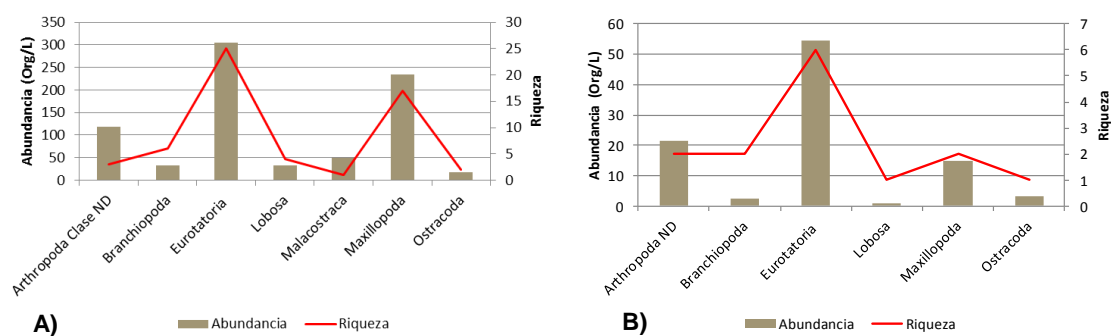 350
300
250
200
150
100
50
0
Abundancia (Org/L)
30
25
20
15
10
5
0
Riqueza
Arthropoda Clase ND
Branchiopoda
Eurotatoria
Lobosa
Malacostraca
Maxillopoda
Ostracoda
A)
Abundancia
Riqueza
60
50
40
30
20
10
0
Abundancia (Org/L)
7
6
5
4
3
2
1
0
Riqueza
Arthropoda ND
Branchiopoda
Eurotatoria
Lobosa
Maxillopoda
Ostracoda
B)
Abundancia
Riqueza